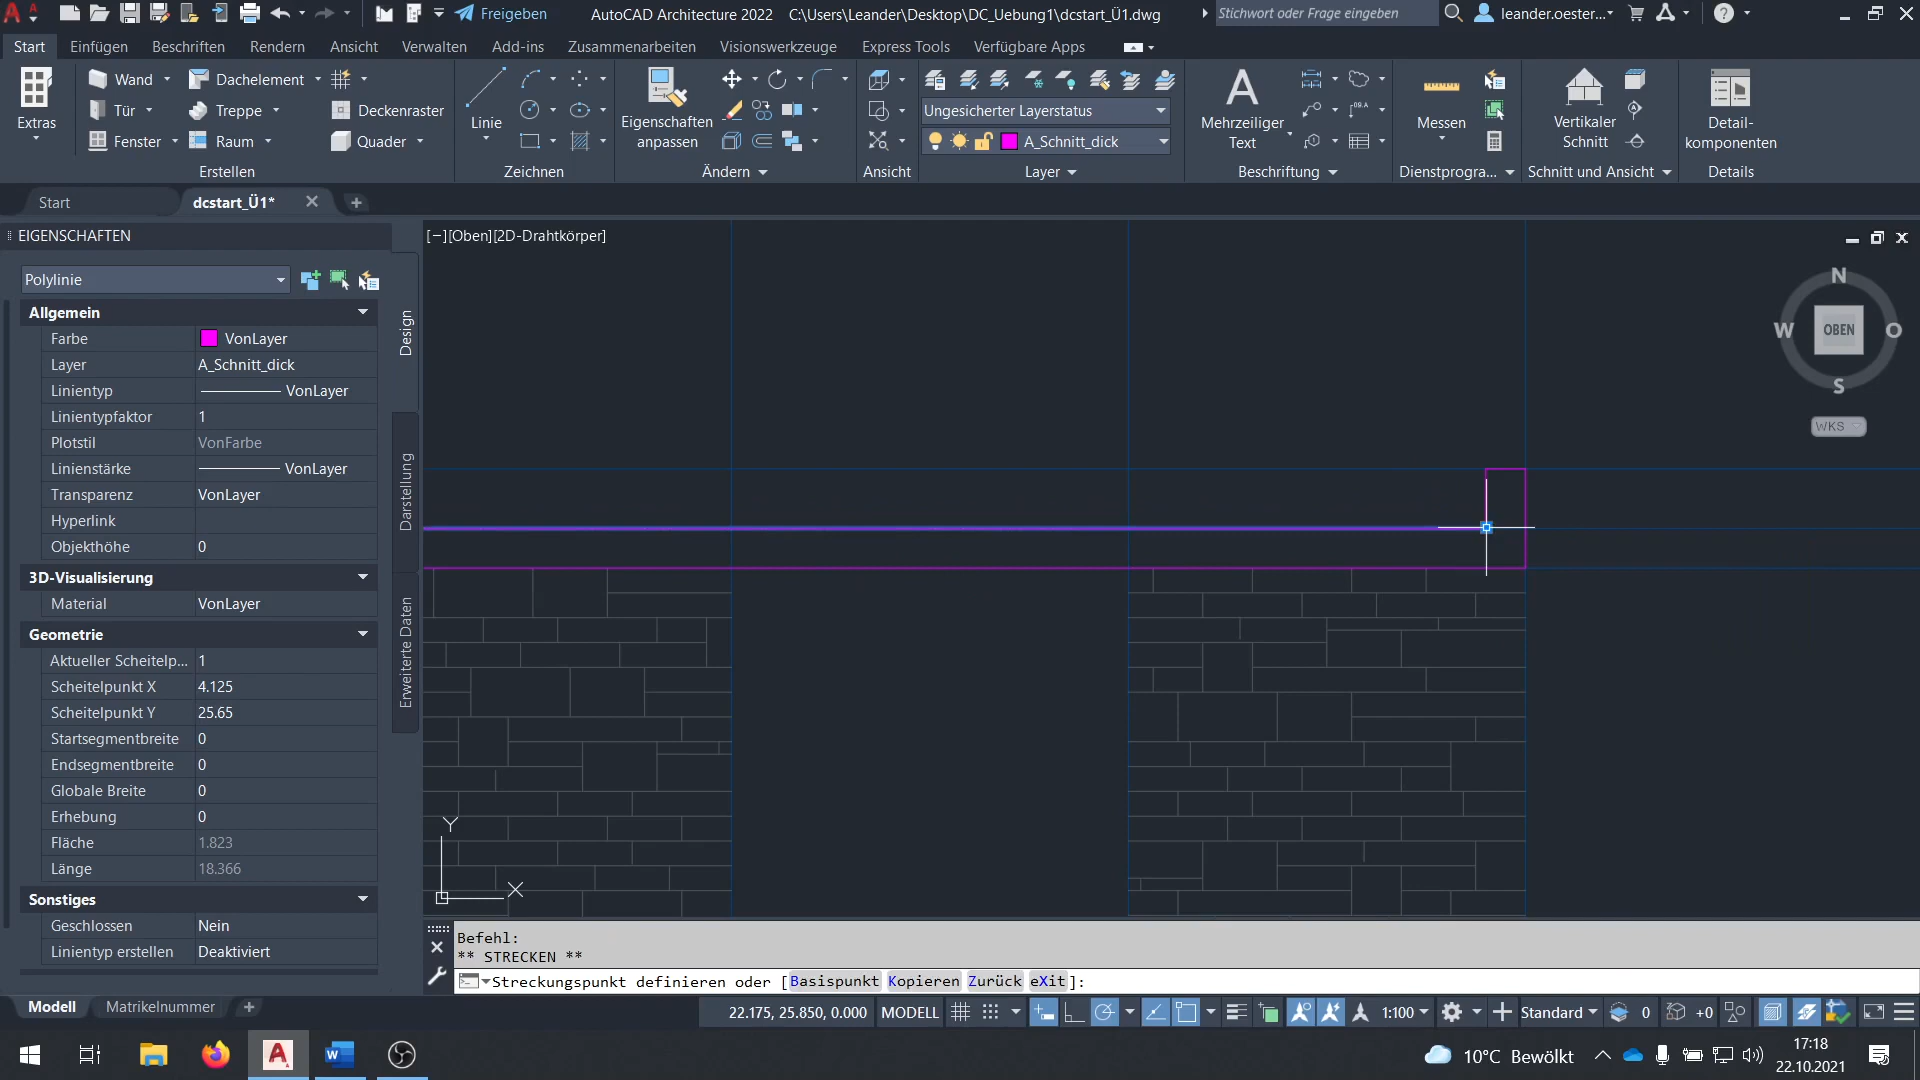 Freigeben
AutoCAD Architecture 2022 C:\Users\Leander\Desktop\DC_Uebung1\dcstart_Ü1.dwg
Stichwort oder Frage eingeben
leander.oester...
Start Einfügen Beschriften Rendern Ansicht Verwalten Add-ins Zusammenarbeiten Visionswerkzeuge Express Tools Verfügbare Apps
Extras
Wand
Tür
Fenster
Dachelement
Treppe
Raum
Deckenraster
Quader
Erstellen
Linie
Zeichnen
Eigenschaften
anpassen
Ändern
Ansicht
Ungesicherter Layerstatus
A_Schnitt_dick
Layer
Mehrzeiliger
Text
Beschriftung
Messen
Dienstprogra...
Vertikaler
Schnitt
Schnitt und Ansicht
Detail-
komponenten
Details
Start
dcstart_Ü1*
EIGENSCHAFTEN
Polylinie
Allgemein
Farbe VonLayer
Layer A_Schnitt_dick
Linientyp VonLayer
Linientypfaktor 1
Plotstil VonFarbe
Linienstärke VonLayer
Transparenz VonLayer
Hyperlink
Objekthöhe 0
3D-Visualisierung
Material VonLayer
Geometrie
Aktueller Scheitelp... 1
Scheitelpunkt X 4.125
Scheitelpunkt Y 25.65
Startsegmentbreite 0
Endsegmentbreite 0
Globale Breite 0
Erhebung 0
Fläche 1.823
Länge 18.366
Sonstiges
Geschlossen Nein
Linientyp erstellen Deaktiviert
Design
Darstellung
Erweiterte Daten
[−][Oben][2D-Drahtkörper]
N
W OBEN O
S
WKS
Y
X
Befehl:
** STRECKEN **
Streckungspunkt definieren oder [Basispunkt Kopieren Zurück eXit]:
Modell Matrikelnummer
22.175, 25.850, 0.000 MODELL
1:100
Standard
0
+0
10°C Bewölkt
17:18
22.10.2021